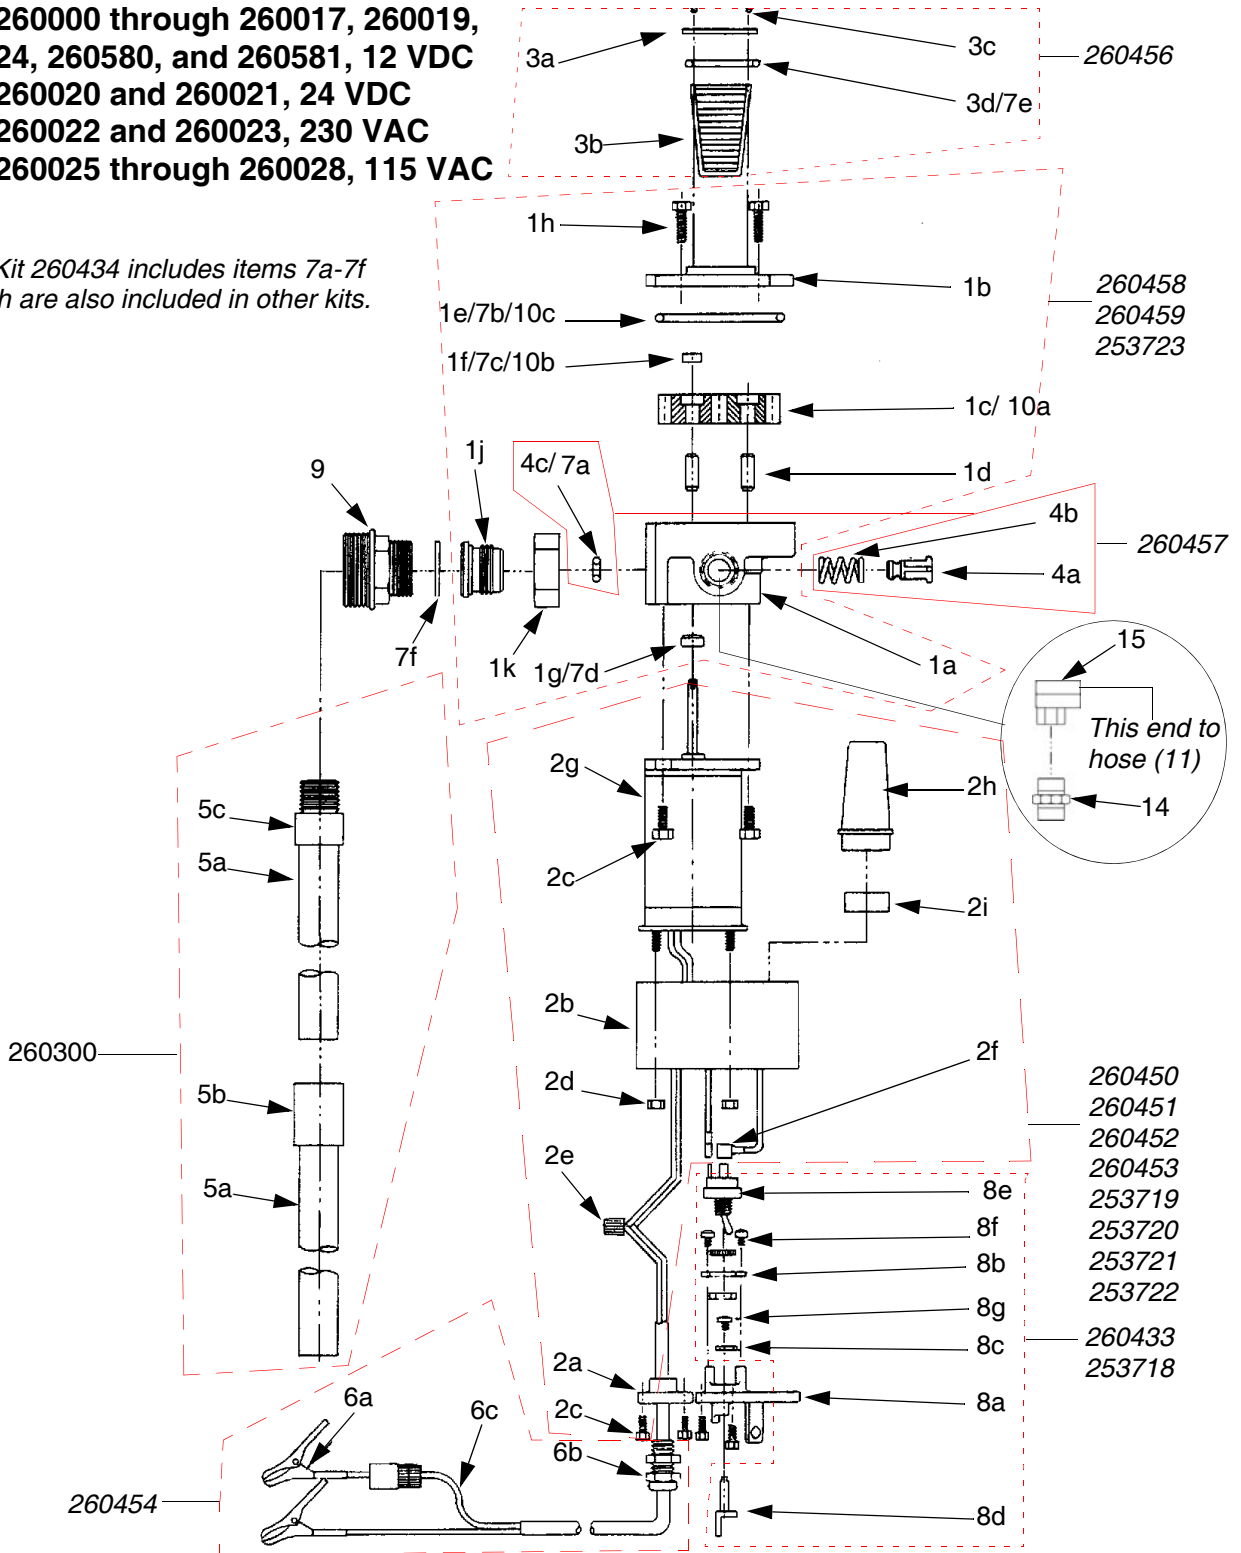 260000 through 260017, 260019,
24, 260580, and 260581, 12 VDC
260020 and 260021, 24 VDC
260022 and 260023, 230 VAC
260025 through 260028, 115 VAC
Kit 260434 includes items 7a-7f
h are also included in other kits.
3a
3c
260456
3d/7e
3b
1h
1b
260458
260459
253723
1e/7b/10c
1f/7c/10b
1c/ 10a
9
1j
4c/ 7a
1d
4b
260457
4a
7f
1k
1g/7d
1a
15
This end to
hose (11)
14
2g
2h
5c
5a
2c
2i
2b
260300
2f
5b
2d
260450
260451
260452
260453
253719
253720
253721
253722
2e
5a
8e
8f
8b
8g
8c
260433
253718
2a
8a
6a
6c
2c
6b
260454
8d